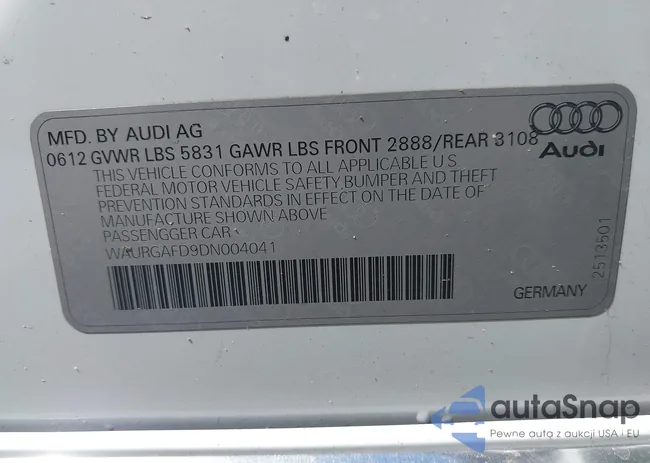 MFD. BY AUDI AG
0612 GVWR LBS 5831 GAWR LBS FRONT 2888/REAR 3108
THIS VEHICLE CONFORMS TO ALL APPLICABLE U.S.
FEDERAL MOTOR VEHICLE SAFETY, BUMPER AND THEFT
PREVENTION STANDARDS IN EFFECT ON THE DATE OF
MANUFACTURE SHOWN ABOVE
PASSENGGER CAR
WAURGAFD9DN004041
Audi
2513501
GERMANY
autoSnap
Pewne auta z aukcji USA i EU